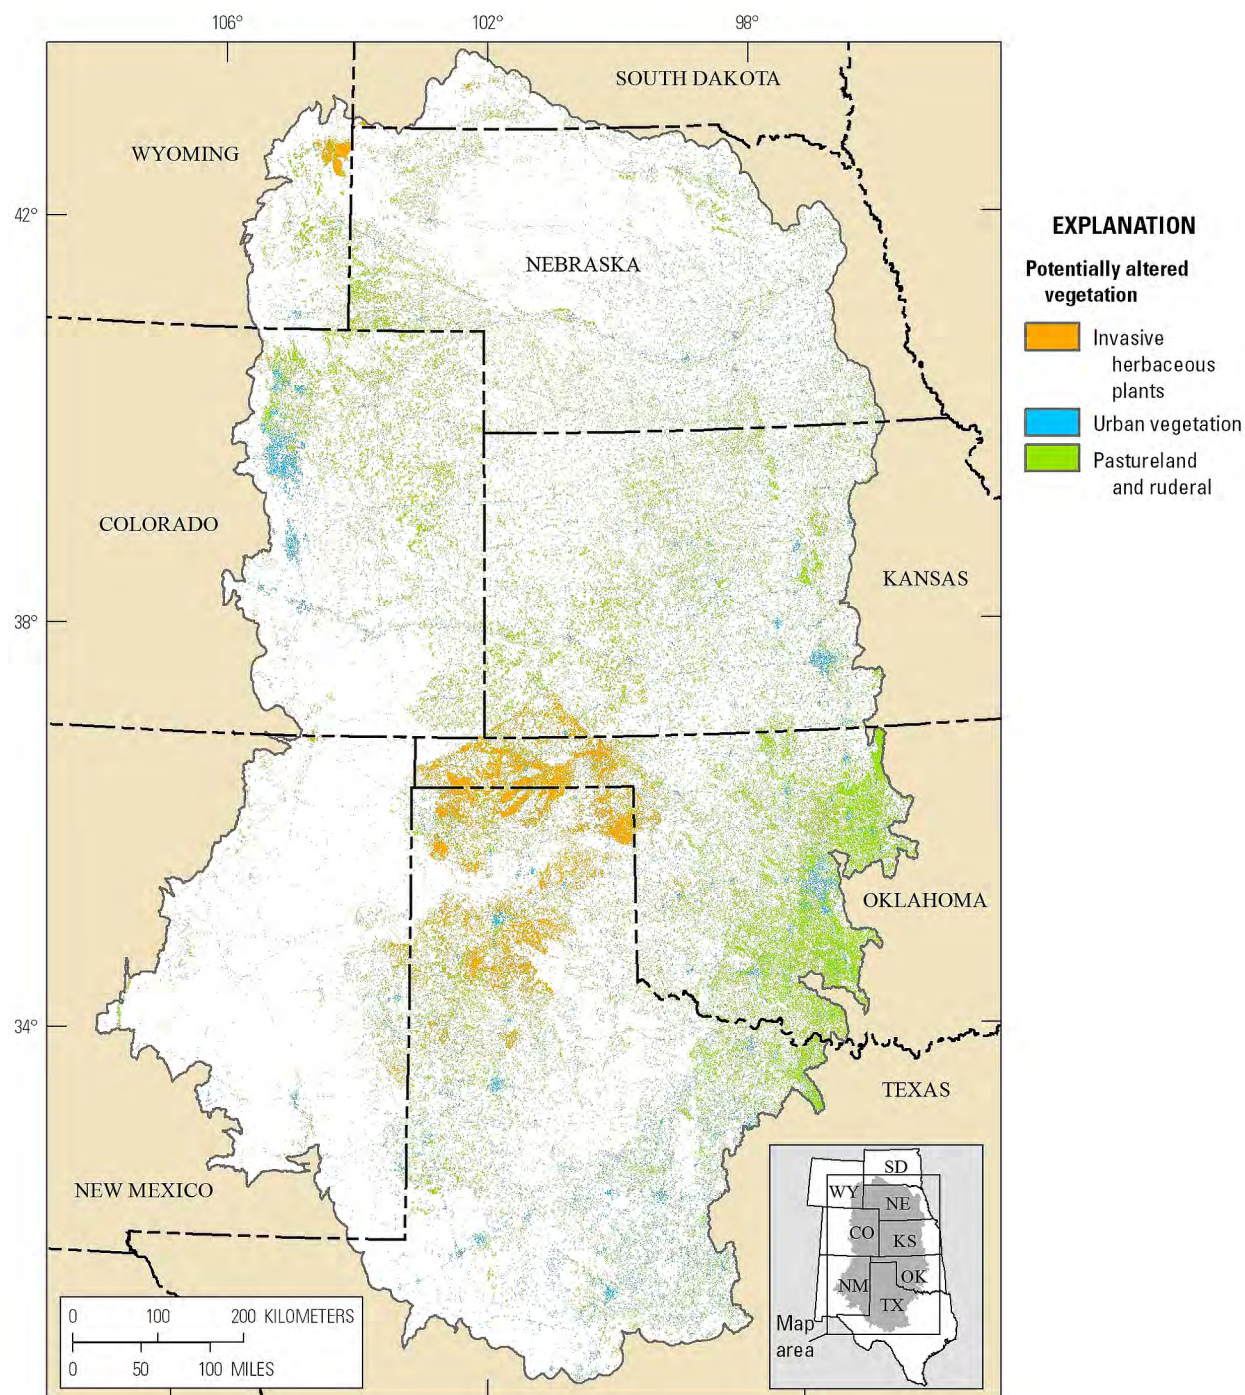 106°
102°
98°
SOUTH DAKOTA
WYOMING
42°
NEBRASKA
EXPLANATION
Potentially altered
vegetation
Invasive
herbaceous
plants
Urban vegetation
Pastureland
and ruderal
COLORADO
KANSAS
38°
OKLAHOMA
34°
TEXAS
NEW MEXICO
0 100 200 KILOMETERS
0 50 100 MILES
SD
WY
NE
CO
KS
NM
OK
TX
Map
area